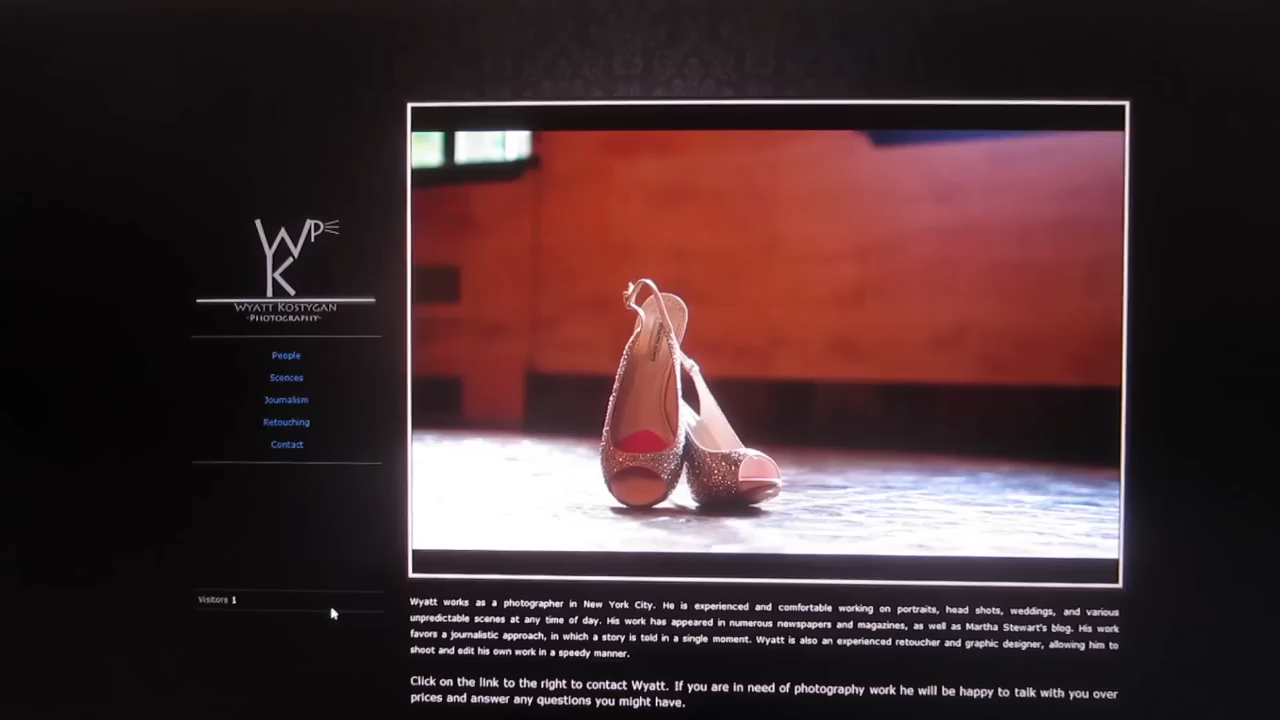 WPK
WYATT KOSTYGAN
-PHOTOGRAPHY-
People
Scences
Journalism
Retouching
Contact
Visitors 1
Wyatt works as a photographer in New York City. He is experienced and comfortable working on portraits, head shots, weddings, and various
unpredictable scenes at any time of day. His work has appeared in numerous newspapers and magazines, as well as Martha Stewart's blog. His work
favors a journalistic approach, in which a story is told in a single moment. Wyatt is also an experienced retoucher and graphic designer, allowing him to
shoot and edit his own work in a speedy manner.
Click on the link to the right to contact Wyatt. If you are in need of photography work he will be happy to talk with you over
prices and answer any questions you might have.